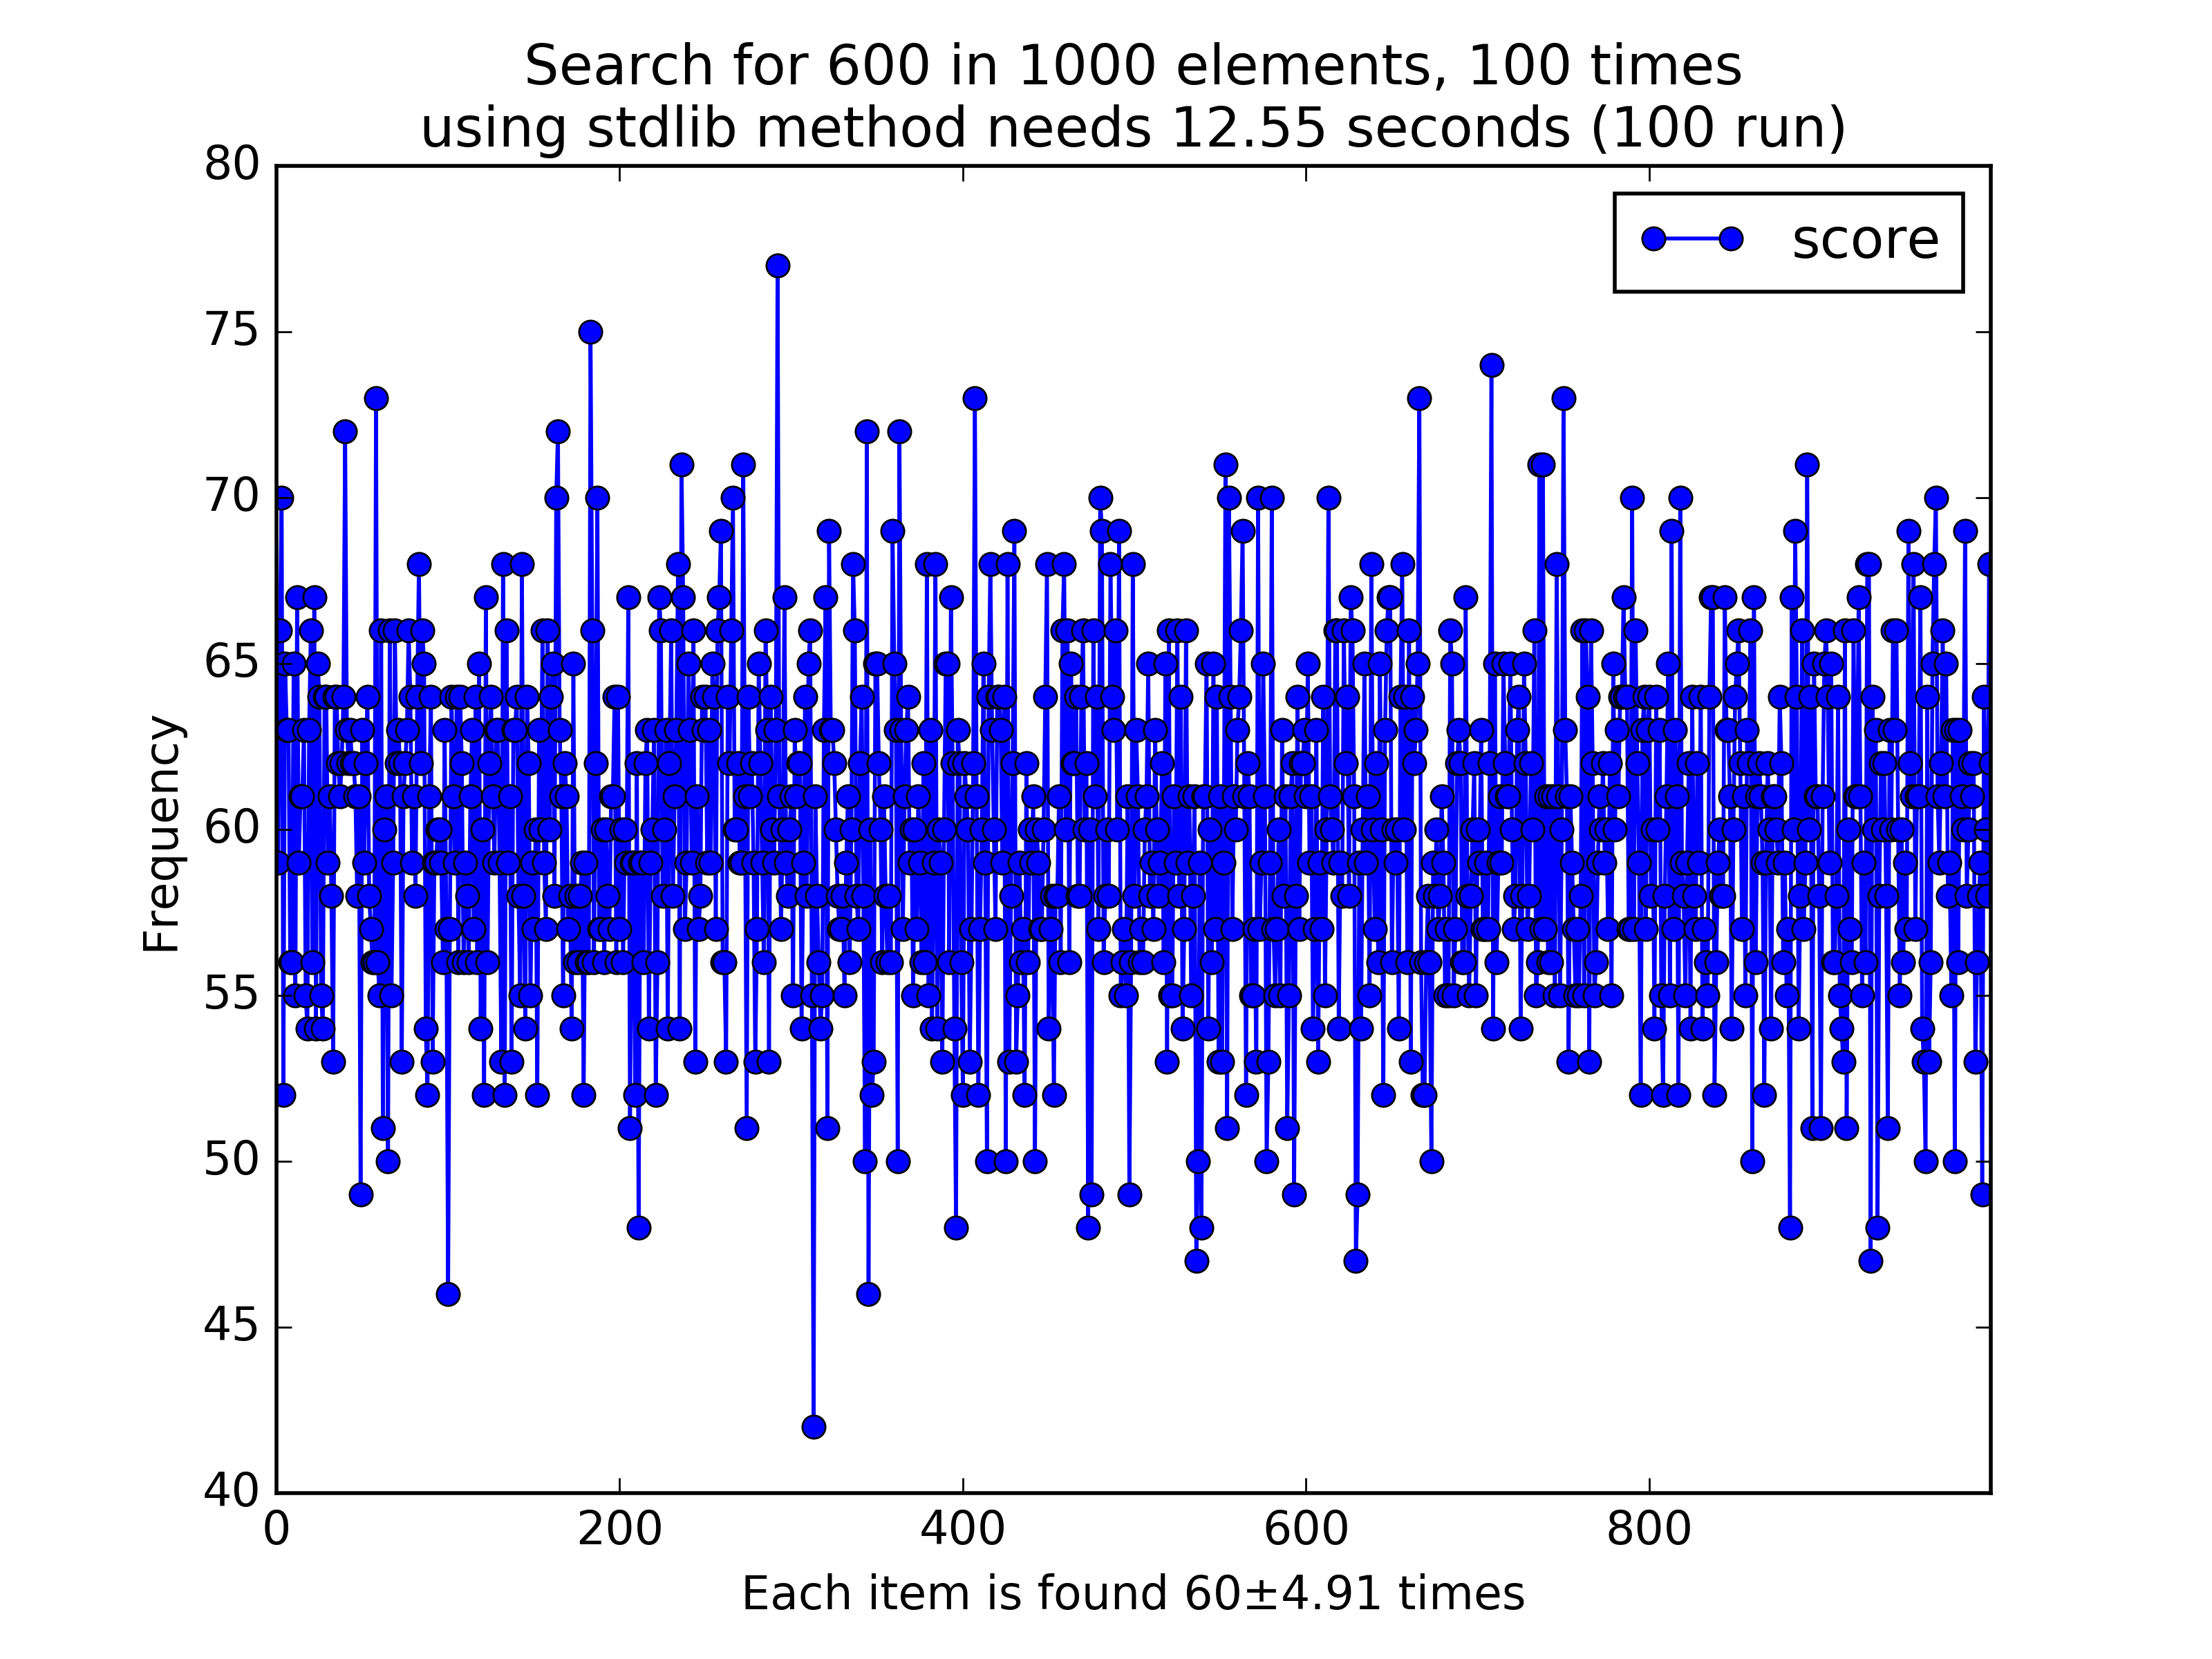 Search for 600 in 1000 elements, 100 times
using stdlib method needs 12.55 seconds (100 run)
80
75
70
65
60
55
50
45
40
score
Frequency
0
200
400
600
800
Each item is found 60±4.91 times